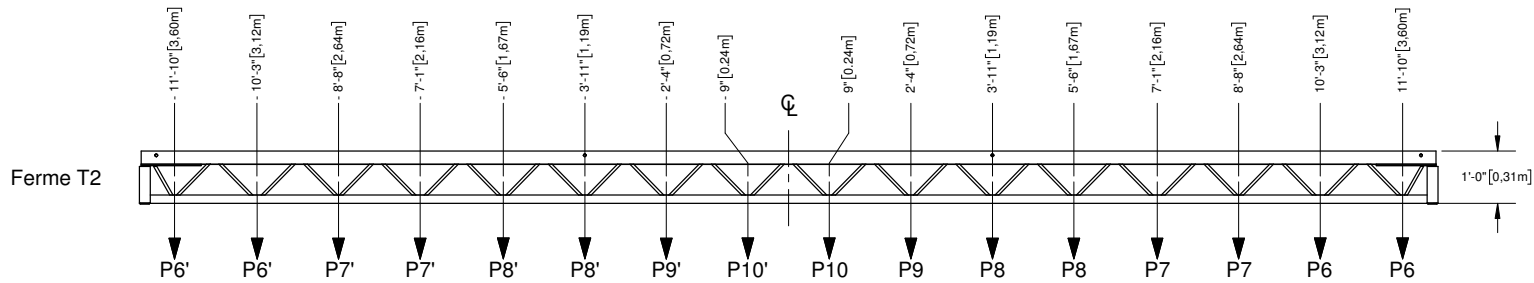 - 11'-10" [3,60m]
- 10'-3" [3,12m]
- 8'-8" [2,64m]
- 7'-1" [2,16m]
- 5'-6" [1,67m]
- 3'-11" [1,19m]
- 2'-4" [0,72m]
- 9" [0.24m]
℄
9" [0.24m]
2'-4" [0,72m]
3'-11" [1,19m]
5'-6" [1,67m]
7'-1" [2,16m]
8'-8" [2,64m]
10'-3" [3,12m]
11'-10" [3,60m]
Ferme T2
1'-0" [0,31m]
P6' P6' P7' P7' P8' P8' P9' P10' P10 P9 P8 P8 P7 P7 P6 P6